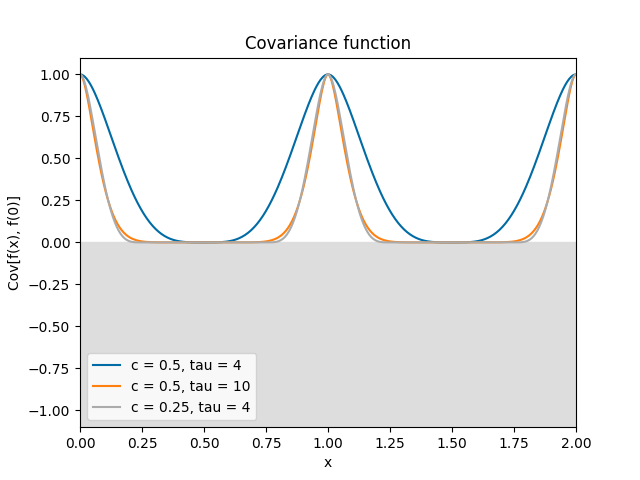 Covariance function
Cov[f(x), f(0)]
1.00
0.75
0.50
0.25
0.00
−0.25
−0.50
−0.75
−1.00
c = 0.5, tau = 4
c = 0.5, tau = 10
c = 0.25, tau = 4
0.00 0.25 0.50 0.75 1.00 1.25 1.50 1.75 2.00
x